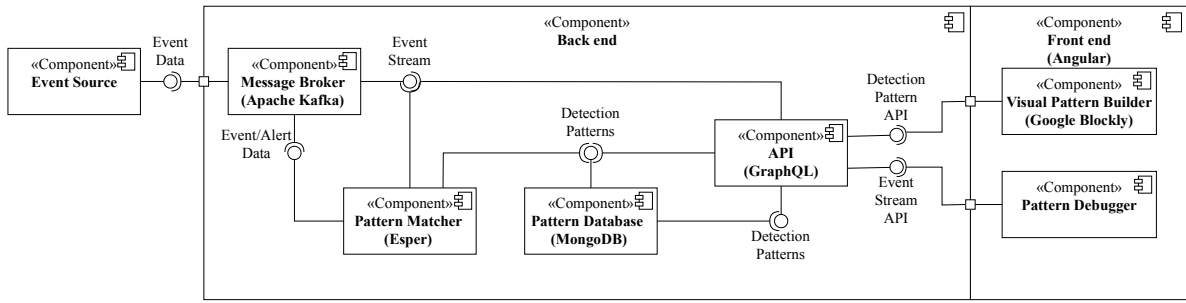 «Component»
Event Source
Event
Data
«Component»
Back end
«Component»
Message Broker
(Apache Kafka)
Event
Stream
Event/Alert
Data
«Component»
Pattern Matcher
(Esper)
Detection
Patterns
«Component»
Pattern Database
(MongoDB)
«Component»
API
(GraphQL)
Detection
Patterns
Detection
Pattern
API
Event
Stream
API
«Component»
Front end
(Angular)
«Component»
Visual Pattern Builder
(Google Blockly)
«Component»
Pattern Debugger